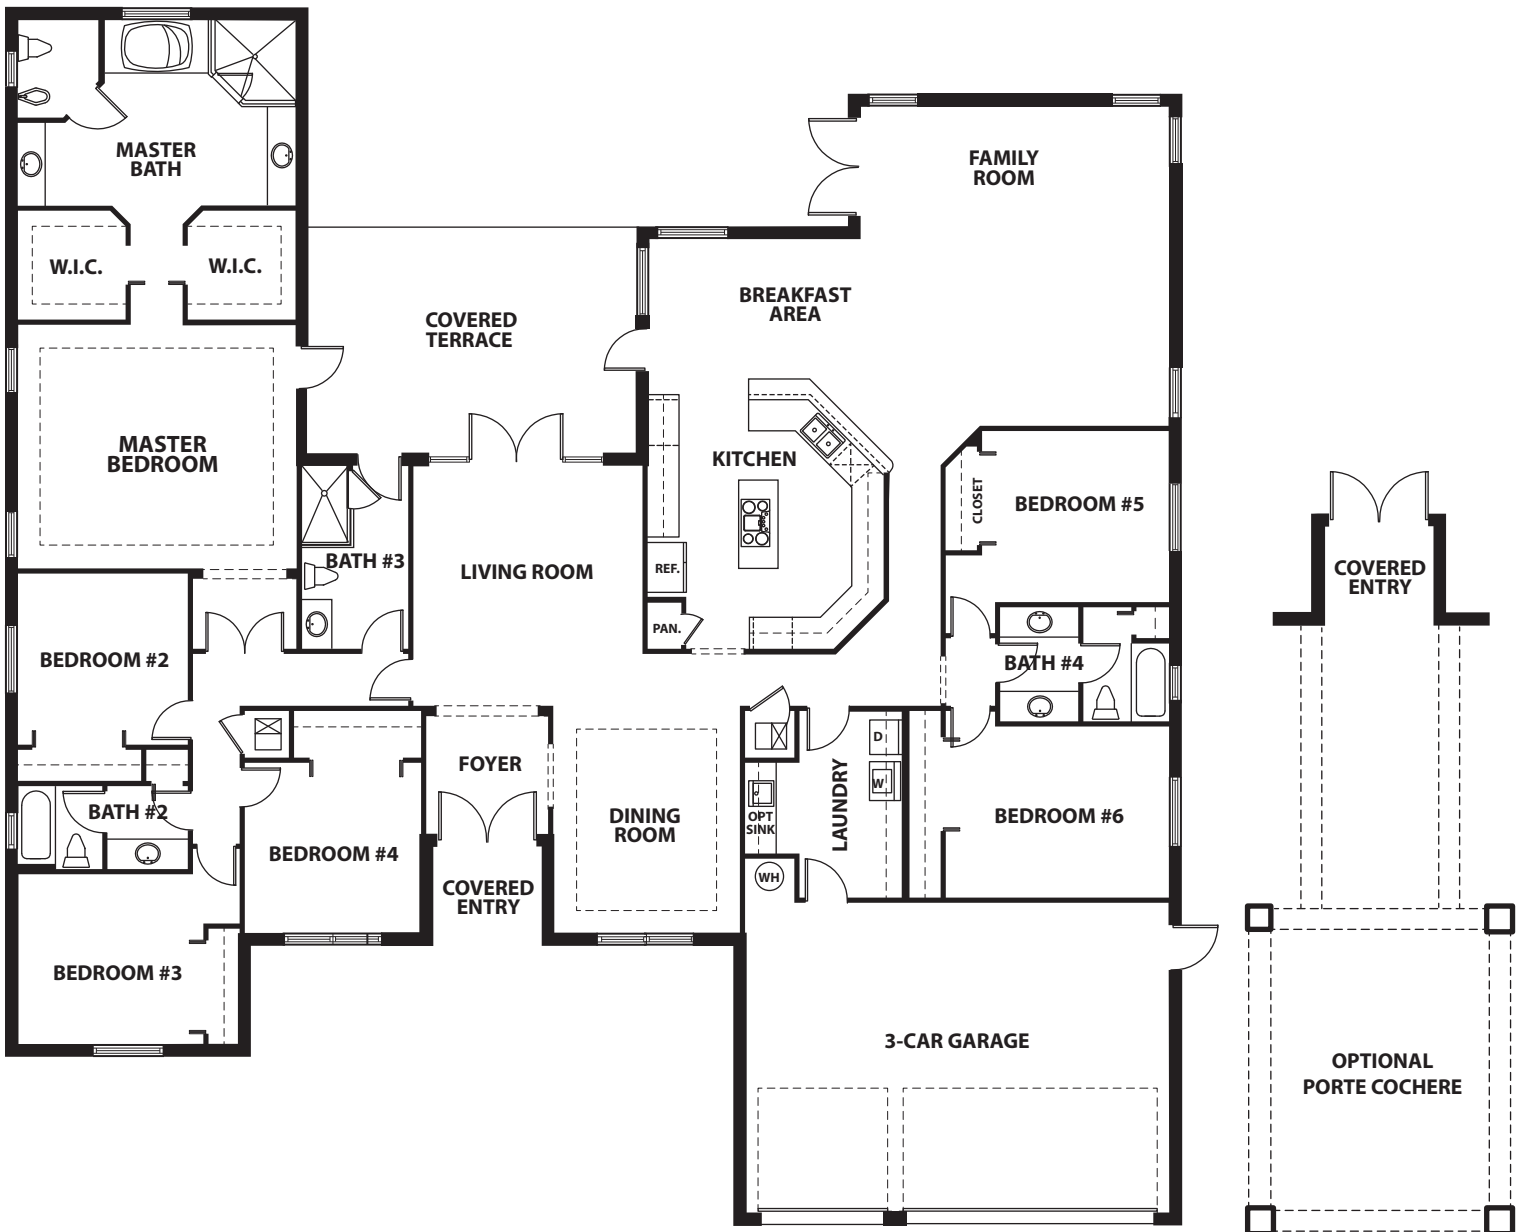 MASTER
BATH
FAMILY
ROOM
W.I.C.
W.I.C.
BREAKFAST
AREA
COVERED
TERRACE
MASTER
BEDROOM
KITCHEN
CLOSET
BEDROOM #5
BATH #3
LIVING ROOM
REF.
COVERED
ENTRY
PAN.
BEDROOM #2
BATH #4
FOYER
D
W
LAUNDRY
BATH #2
DINING
ROOM
OPT
SINK
BEDROOM #6
BEDROOM #4
WH
COVERED
ENTRY
BEDROOM #3
3-CAR GARAGE
OPTIONAL
PORTE COCHERE